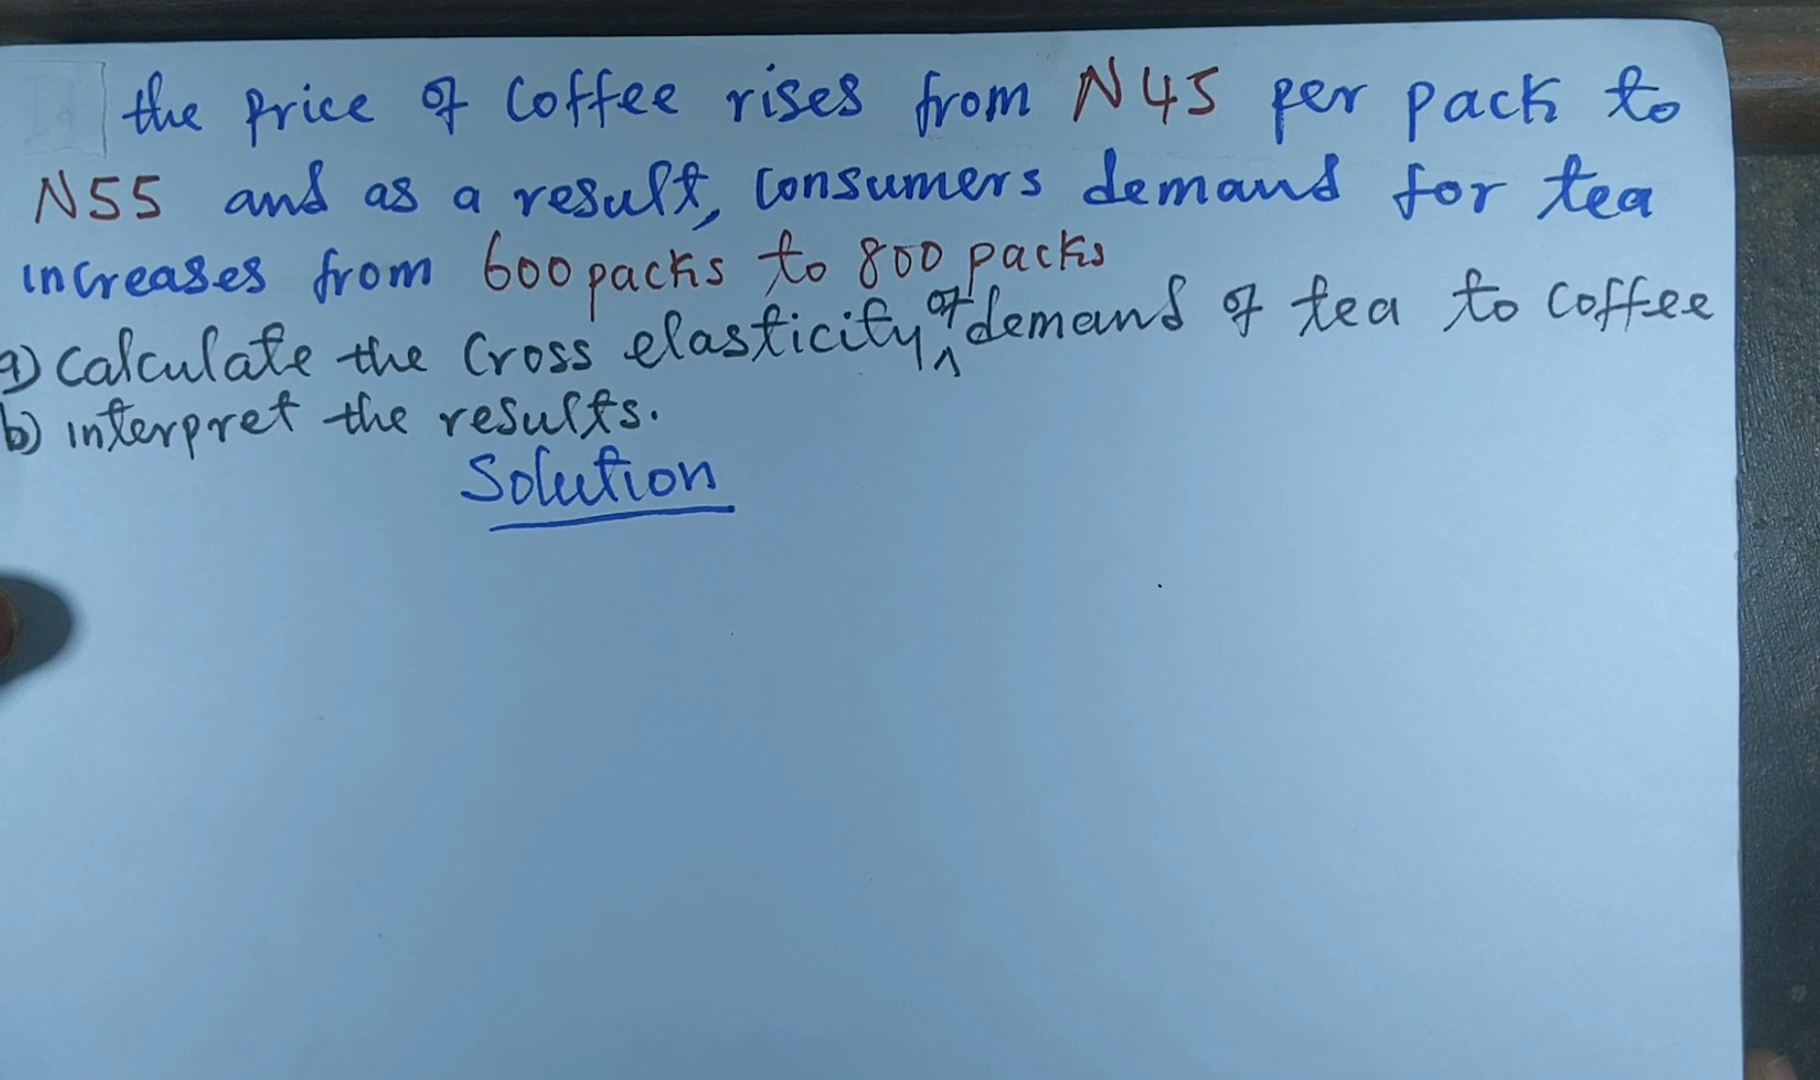 the price of Coffee rises from N45 per pack to
N55 and as a result, Consumers demand for tea
increases from 600 packs to 800 packs
a) Calculate the Cross elasticity of demand of tea to Coffee
b) interpret the results.
Solution